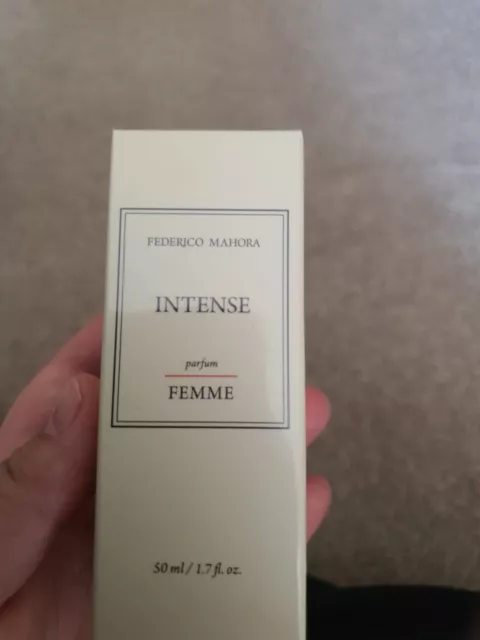 FEDERICO MAHORA
INTENSE
parfum
FEMME
50 ml / 1.7 fl. oz.